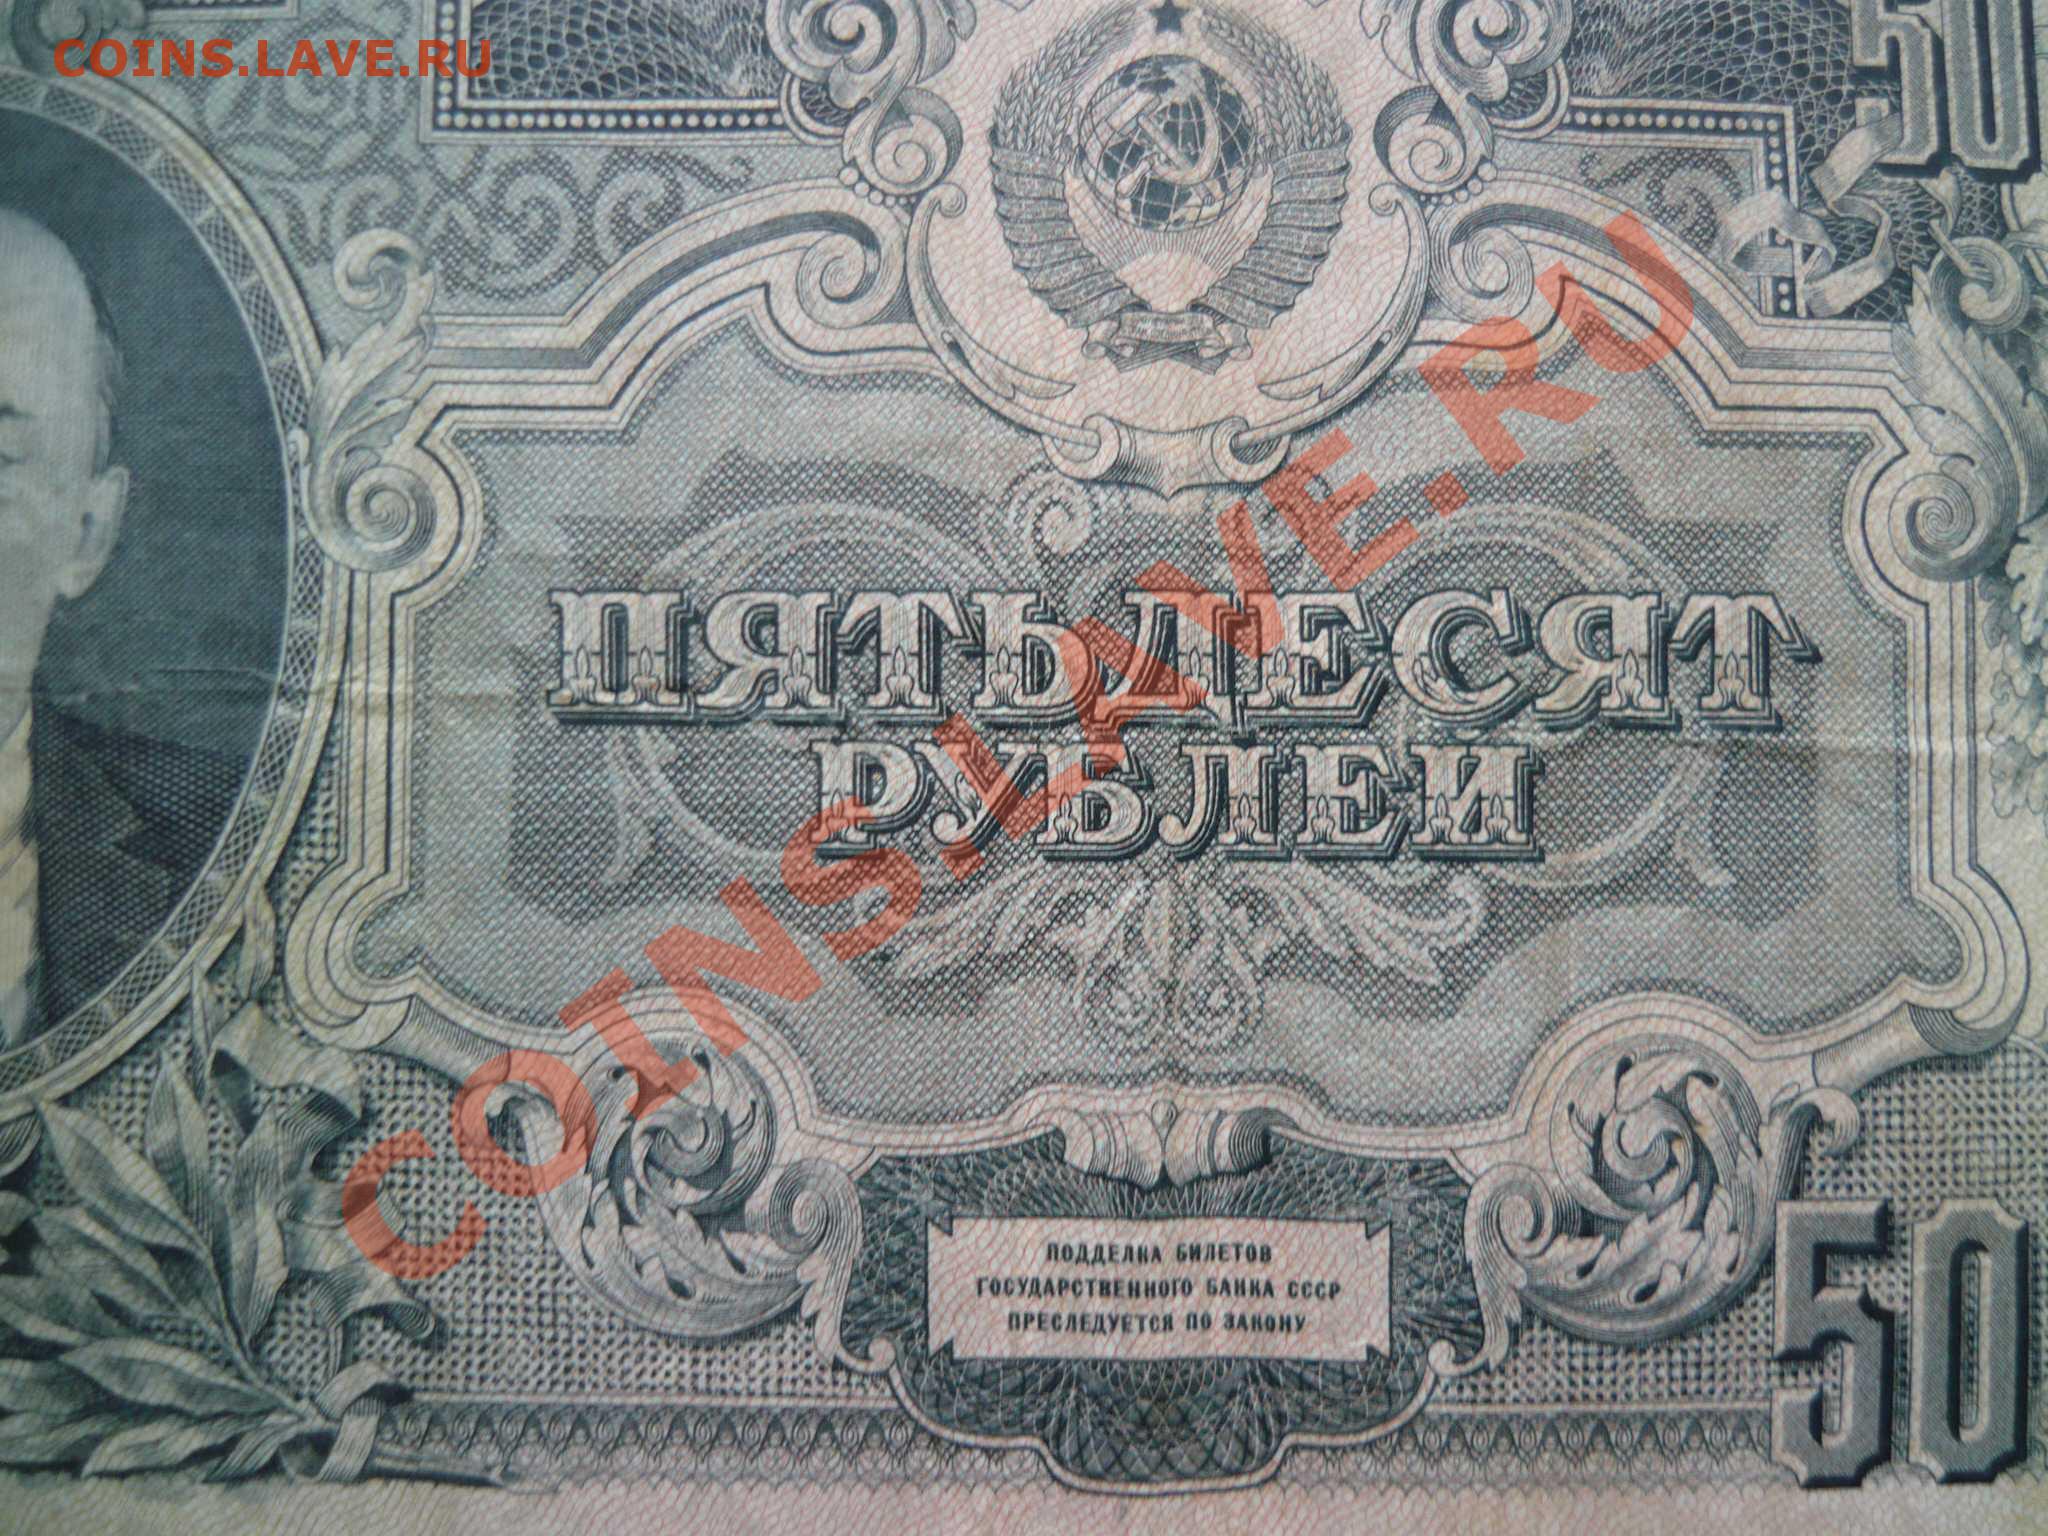 COINS.LAVE.RU
50
ПЯТЬДЕСЯТ
РУБЛЕЙ
COINS.LAVE.RU
ПОДДЕЛКА БИЛЕТОВ
ГОСУДАРСТВЕННОГО БАНКА СССР
ПРЕСЛЕДУЕТСЯ ПО ЗАКОНУ
50